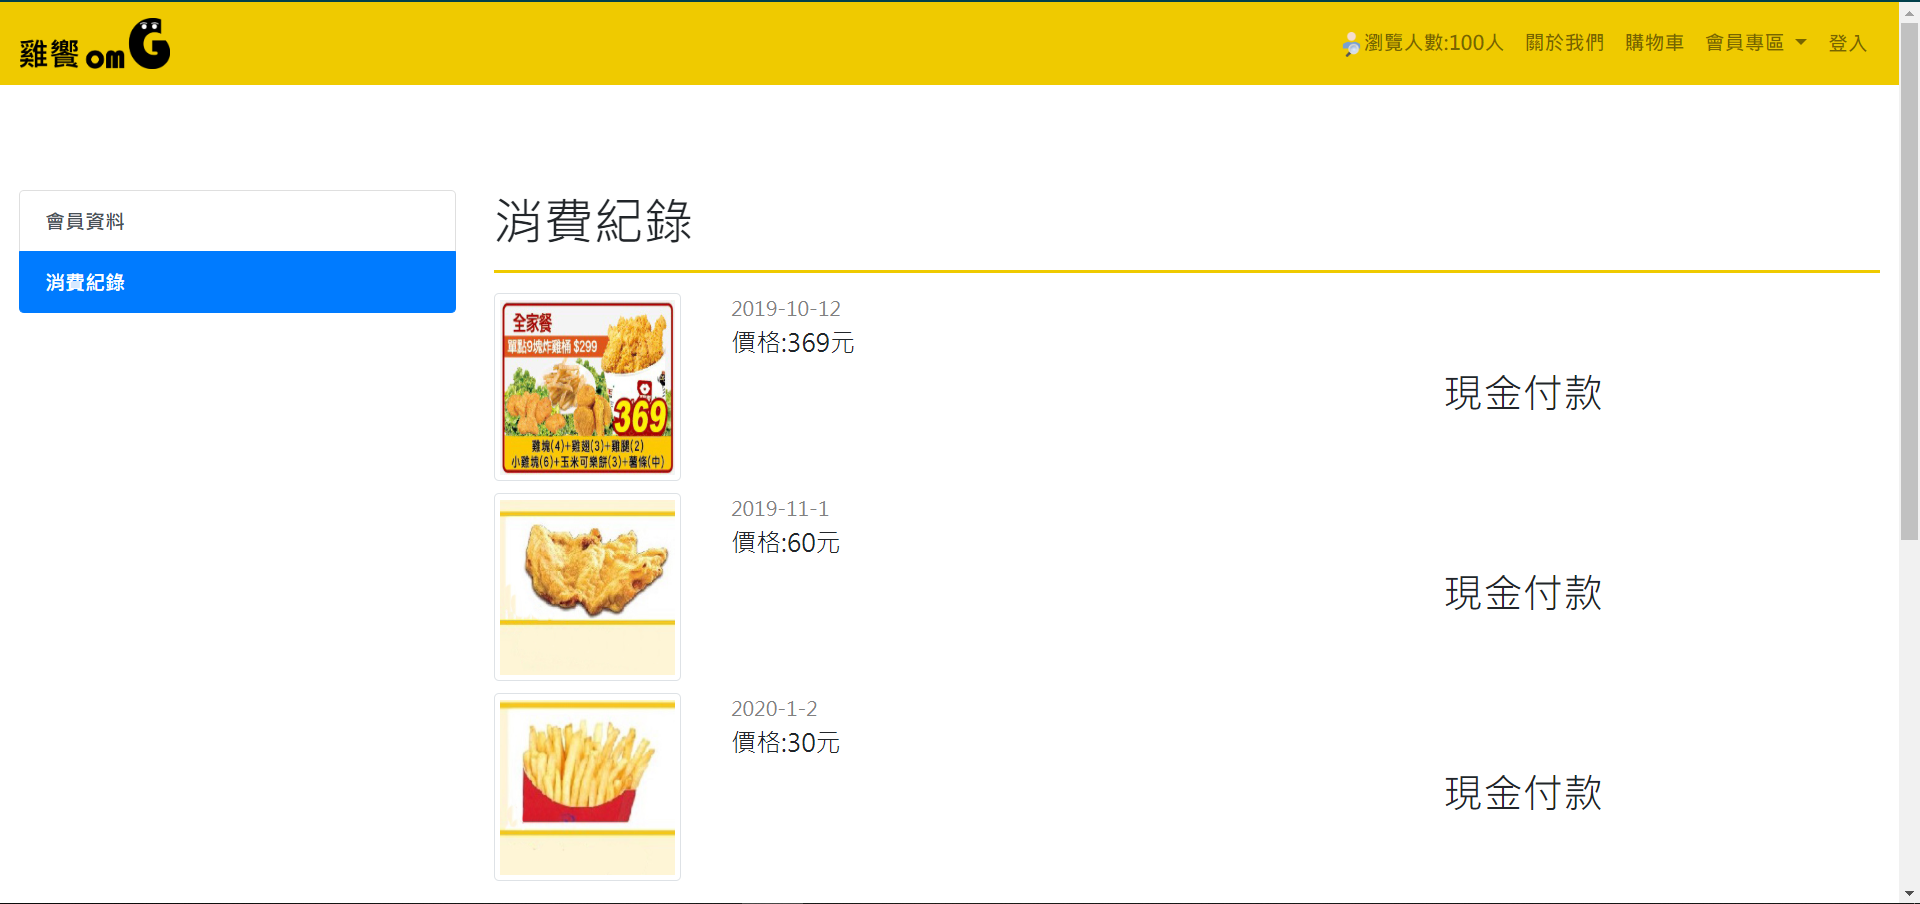 雞饗 omG
瀏覽人數:100人 關於我們 購物車 會員專區 登入
會員資料
消費紀錄
消費紀錄
全家餐
單點9塊炸雞桶 $299
369
雞塊(4)+雞翅(3)+雞腿(2)
小雞塊(6)+玉米可樂餅(3)+薯條(中)
2019-10-12
價格:369元
現金付款
2019-11-1
價格:60元
現金付款
2020-1-2
價格:30元
現金付款